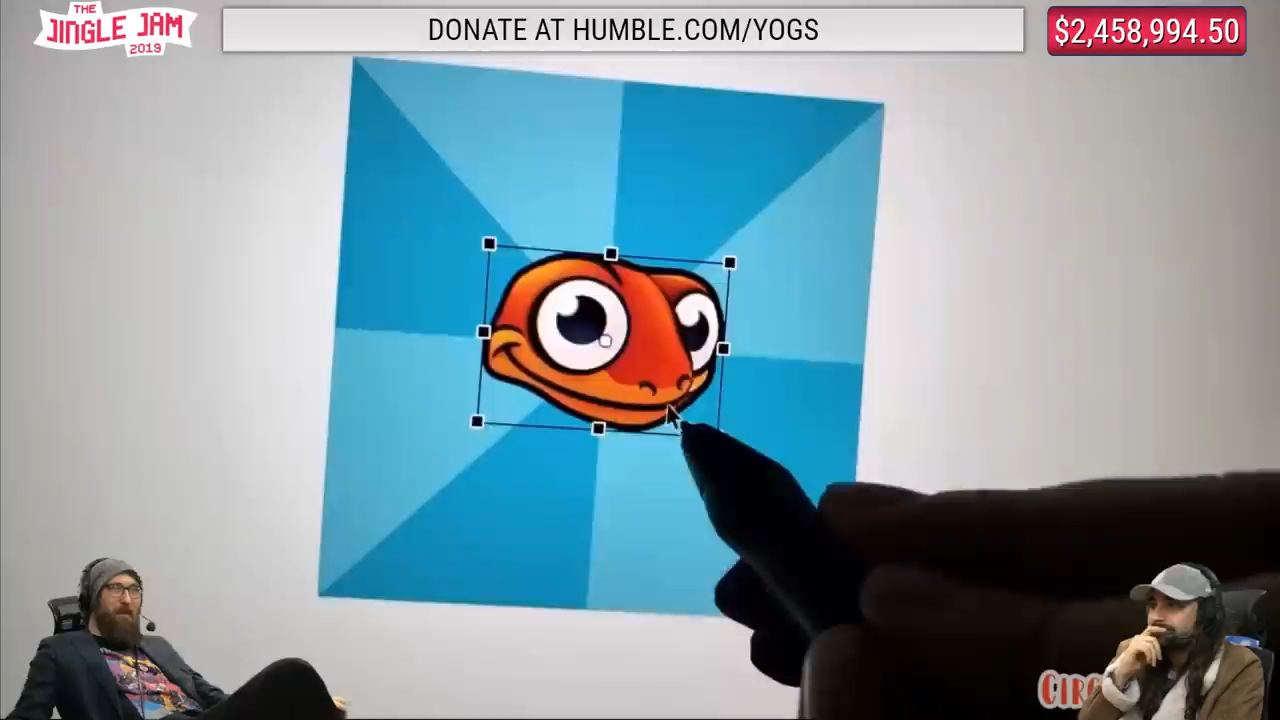 THE
JINGLE JAM
2019
DONATE AT HUMBLE.COM/YOGS
$2,458,994.50